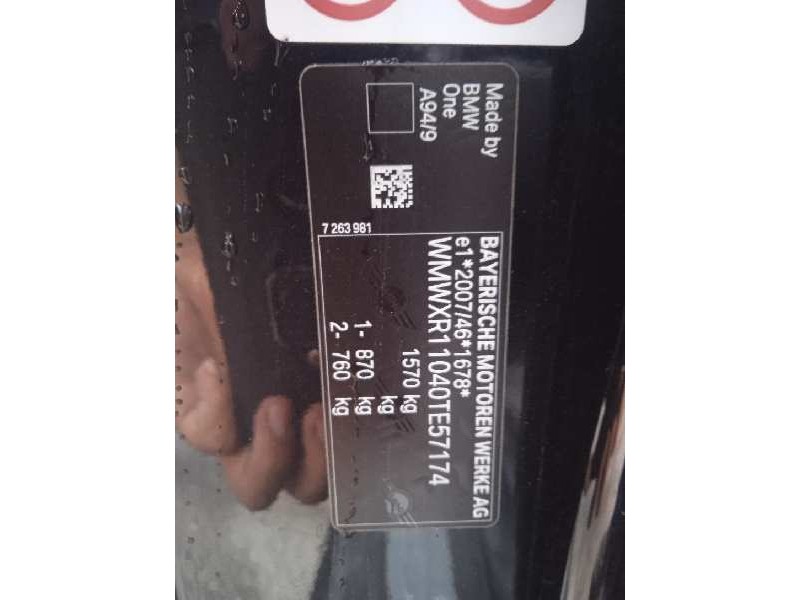 Made by
BMW
One
A94/9
7 263 981
BAYERISCHE MOTOREN WERKE AG
e1*2007/46*1678*
WMWXR11040TE57174
1570 kg
kg
1- 870 kg
2- 760 kg